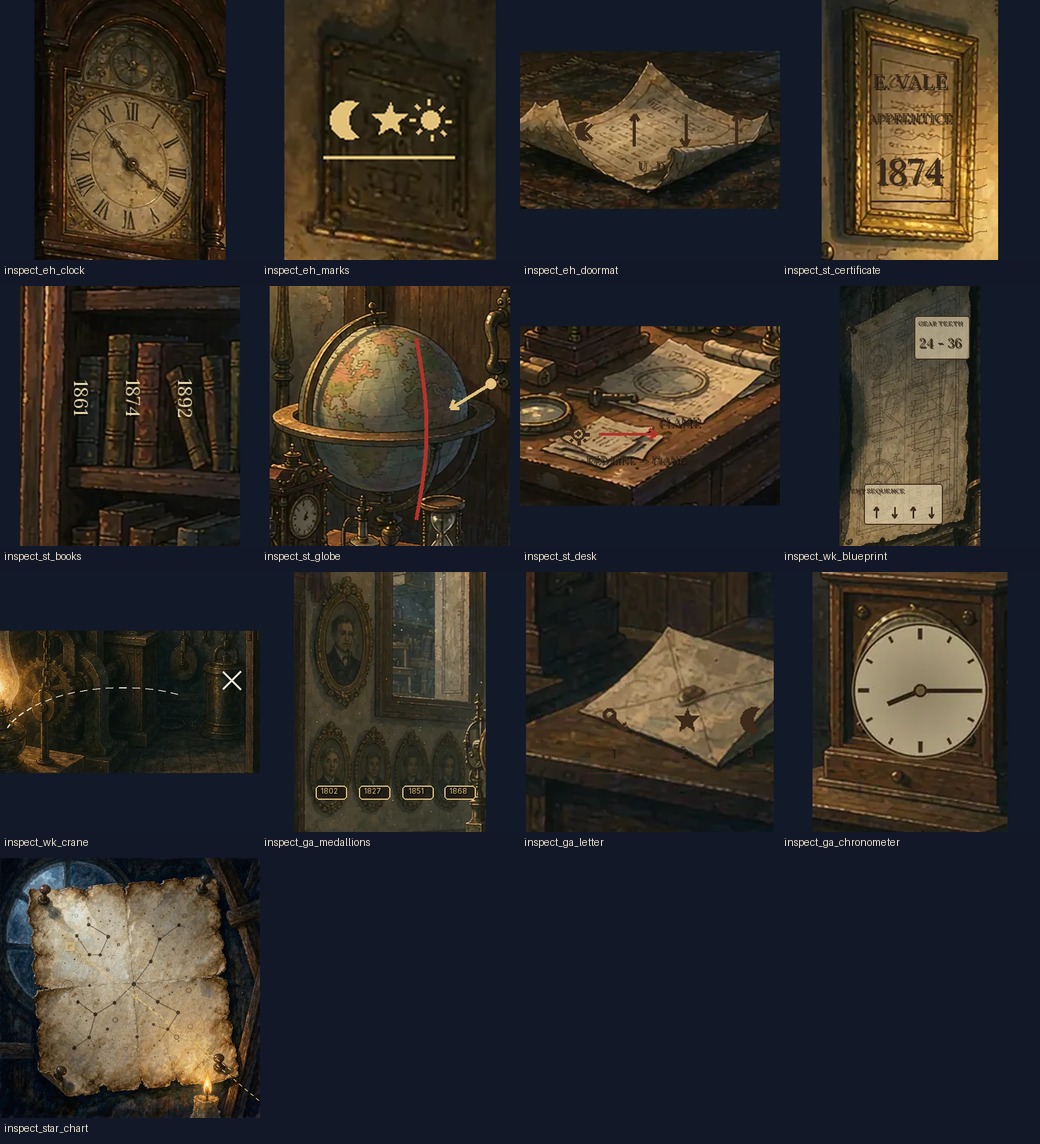 inspect_eh_clock
inspect_eh_marks
inspect_eh_doormat
inspect_st_certificate
E. VALE
APPRENTICE
1874
1861
1874
1892
GEAR TEETH
24 - 36
SEQUENCE
inspect_st_books
inspect_st_globe
inspect_st_desk
inspect_wk_blueprint
1802
1827
1851
1868
inspect_wk_crane
inspect_ga_medallions
inspect_ga_letter
inspect_ga_chronometer
inspect_star_chart